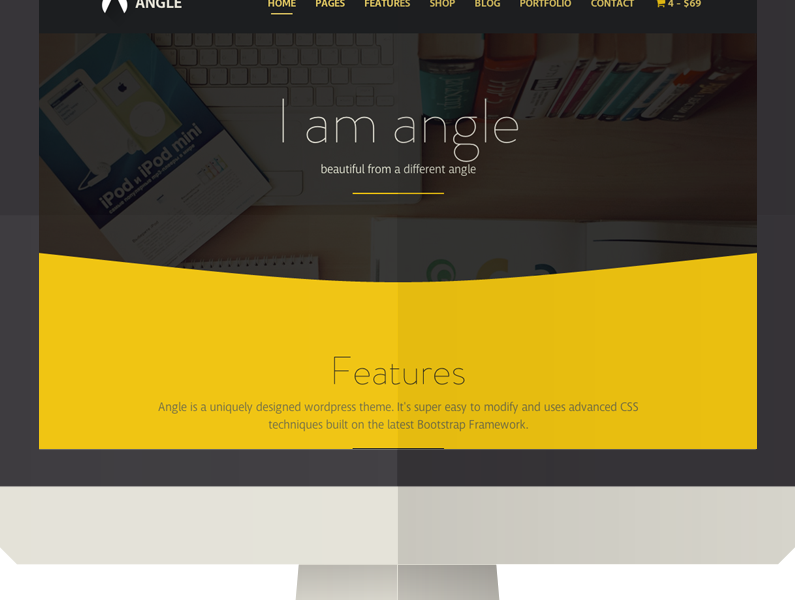 ANGLE
HOME PAGES FEATURES SHOP BLOG PORTFOLIO CONTACT 4 - $69
iPod и iPod mini
I am angle
beautiful from a different angle
Features
Angle is a uniquely designed wordpress theme. It's super easy to modify and uses advanced CSS
techniques built on the latest Bootstrap Framework.